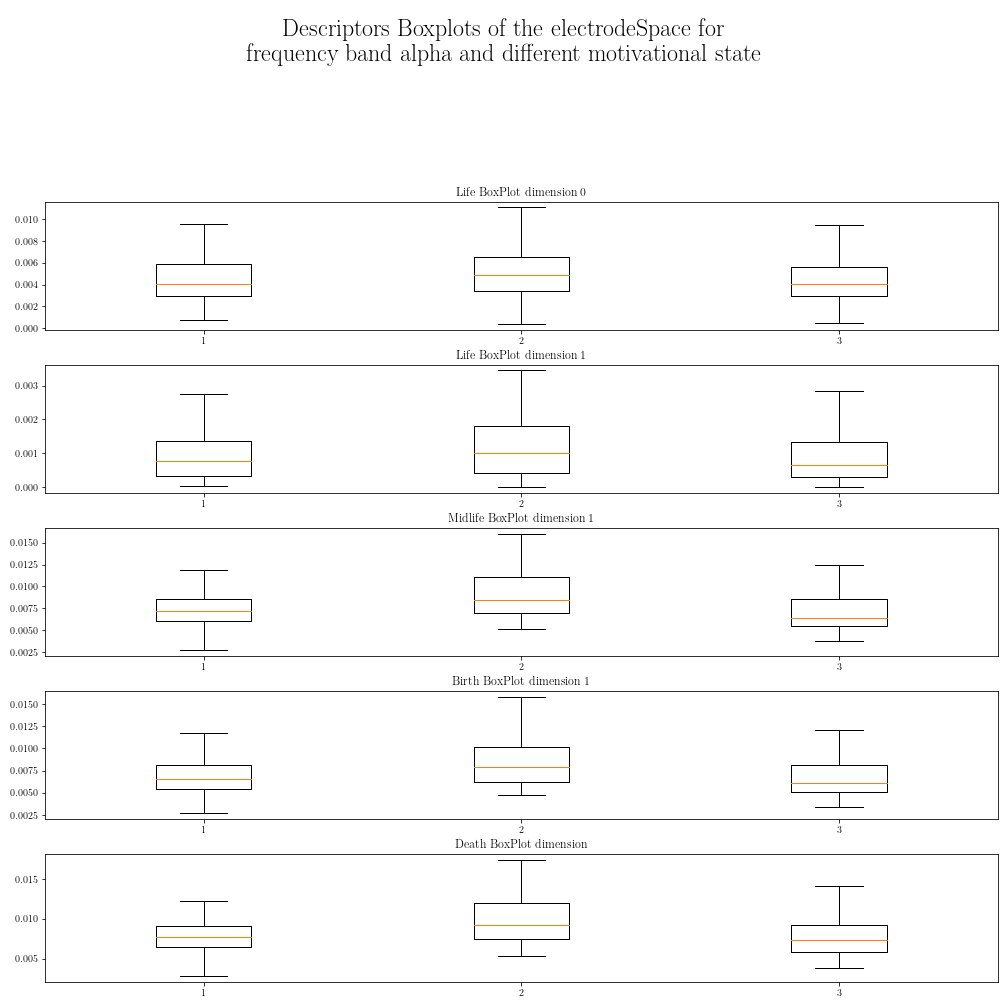 Descriptors Boxplots of the electrodeSpace for
frequency band alpha and different motivational state
Life BoxPlot dimension 0
0.010
0.008
0.006
0.004
0.002
0.000
1 2 3
Life BoxPlot dimension 1
0.003
0.002
0.001
0.000
1 2 3
Midlife BoxPlot dimension 1
0.0150
0.0125
0.0100
0.0075
0.0050
0.0025
1 2 3
Birth BoxPlot dimension 1
0.0150
0.0125
0.0100
0.0075
0.0050
0.0025
1 2 3
Death BoxPlot dimension
0.015
0.010
0.005
1 2 3